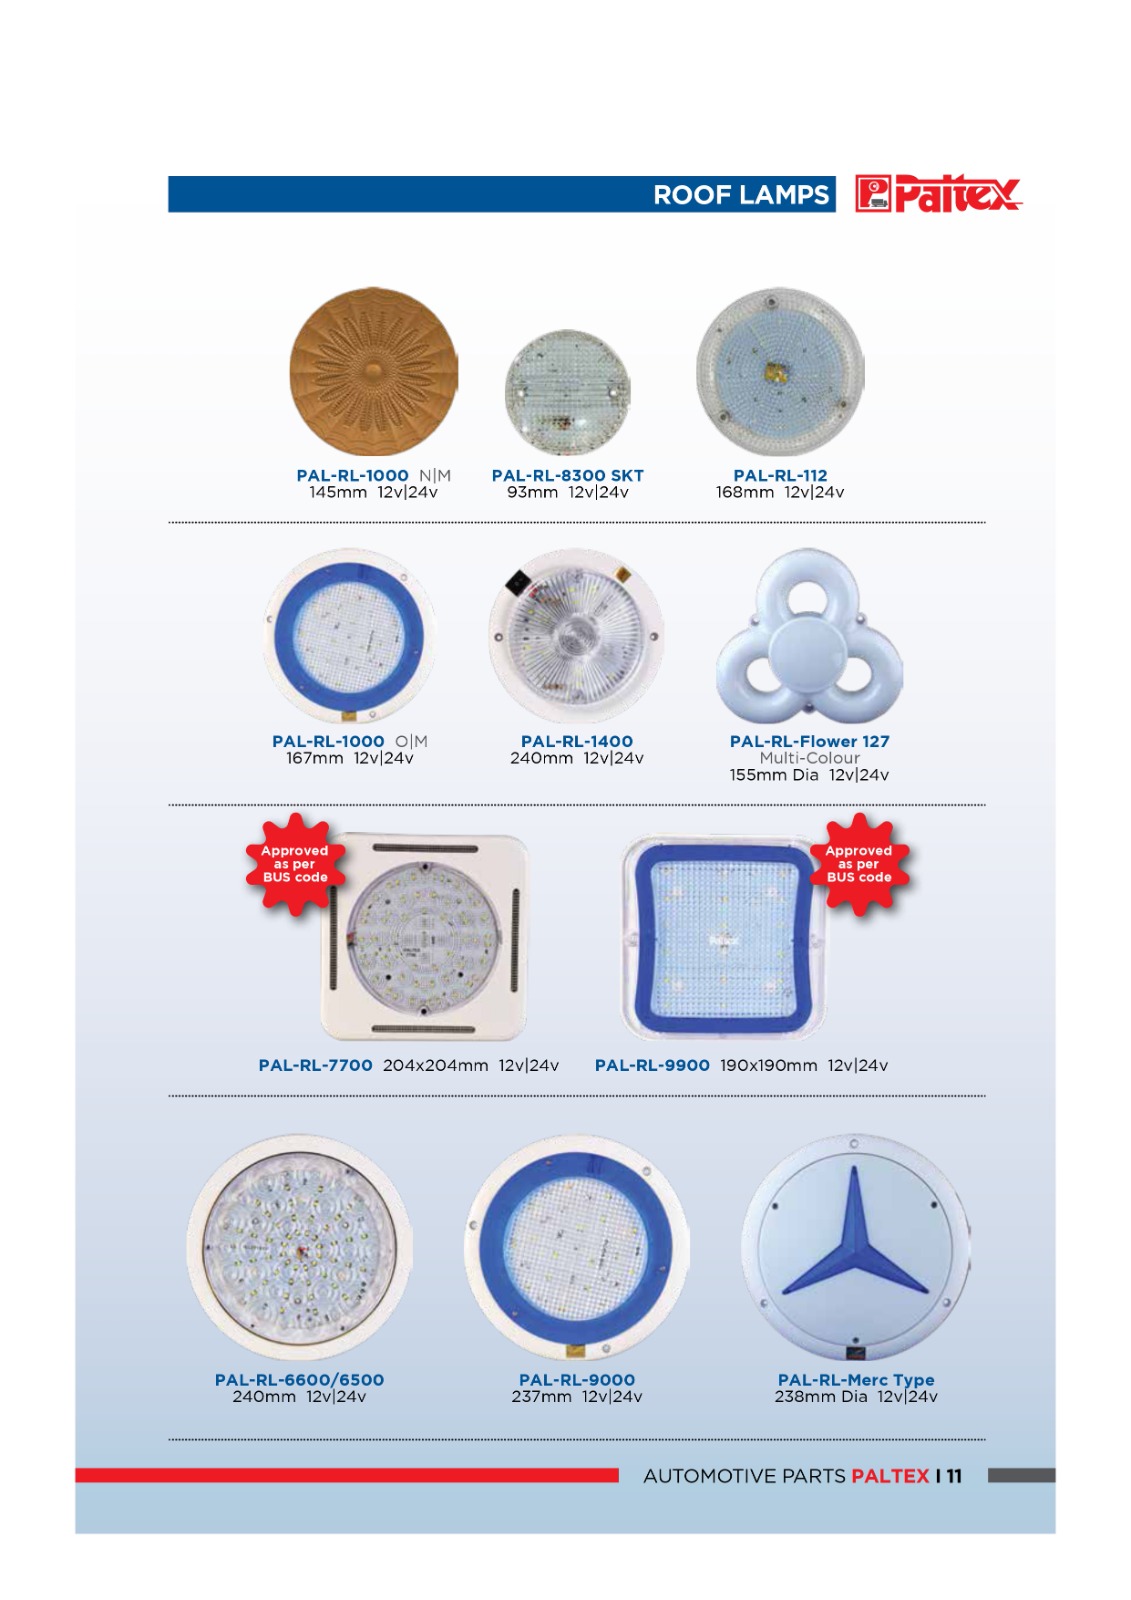 ROOF LAMPS
Paltex
PAL-RL-1000 N|M
145mm 12v|24v
PAL-RL-8300 SKT
93mm 12v|24v
PAL-RL-112
168mm 12v|24v
PAL-RL-1000 O|M
167mm 12v|24v
PAL-RL-1400
240mm 12v|24v
PAL-RL-Flower 127
Multi-Colour
155mm Dia 12v|24v
Approved
as per
BUS code
Approved
as per
BUS code
PAL-RL-7700 204x204mm 12v|24v
PAL-RL-9900 190x190mm 12v|24v
PAL-RL-6600/6500
240mm 12v|24v
PAL-RL-9000
237mm 12v|24v
PAL-RL-Merc Type
238mm Dia 12v|24v
AUTOMOTIVE PARTS PALTEX | 11